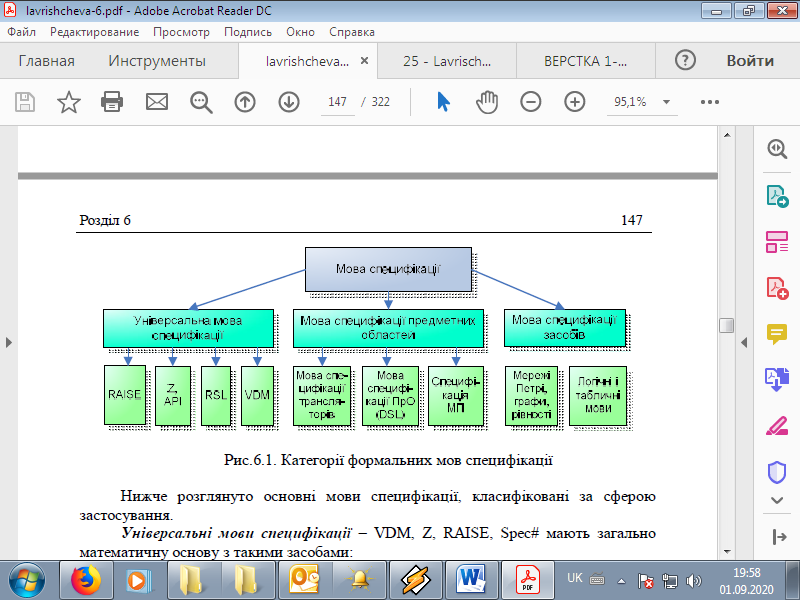 lavrishcheva-6.pdf - Adobe Acrobat Reader DC
Файл Редактирование Просмотр Подпись Окно Справка
Главная Инструменты lavrishcheva... × 25 - Lavrisch... ВЕРСТКА 1-... ? Войти
147 / 322 95,1%
Розділ 6 147
Мова специфікації
Універсальна мова специфікації
Мова специфікації предметних областей
Мова специфікації засобів
RAISE
Z, API
RSL
VDM
Мова спе-
цифікації
трансля-
торів
Мова
специфі-
кації ПрО
(DSL)
Специфі-
кація
МП
Мережі
Петрі,
графи,
рівності
Логічні і
табличні
мови
Рис.6.1. Категорії формальних мов специфікації
Нижче розглянуто основні мови специфікації, класифіковані за сферою
застосування.
Універсальні мови специфікації – VDM, Z, RAISE, Spec# мають загально
математичну основу з такими засобами:
UK 19:58
01.09.2020